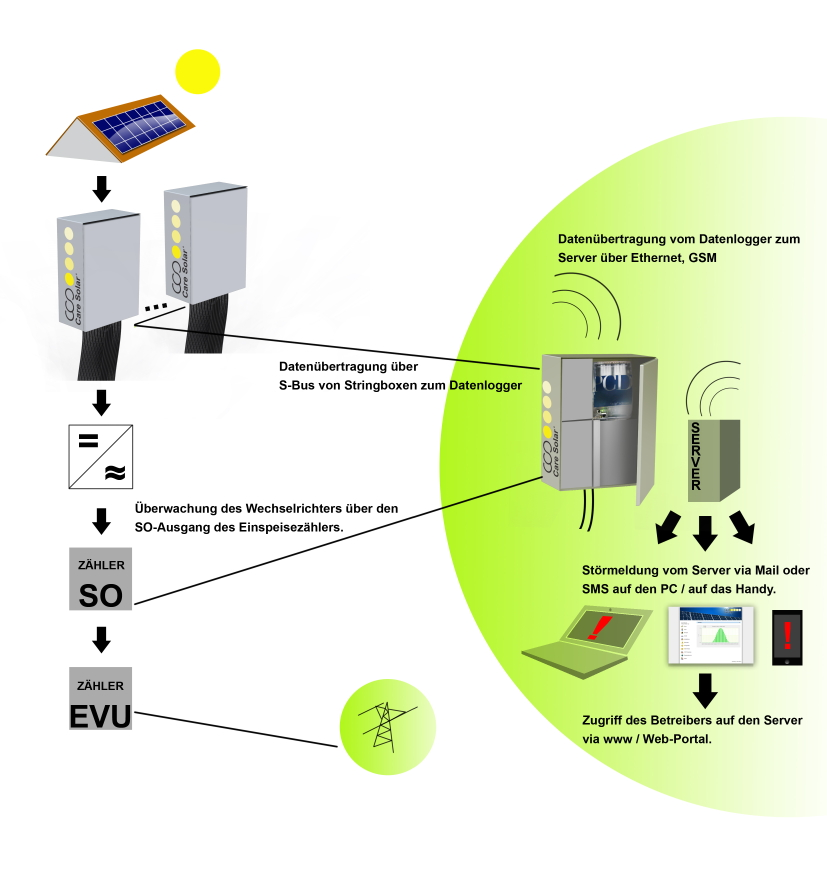 Datenübertragung vom Datenlogger zum
Server über Ethernet, GSM
Care Solar
Care Solar
Datenübertragung über
S-Bus von Stringboxen zum Datenlogger
Care Solar
SERVER
Überwachung des Wechselrichters über den
SO-Ausgang des Einspeisezählers.
ZÄHLER
SO
Störmeldung vom Server via Mail oder
SMS auf den PC / auf das Handy.
!
!
ZÄHLER
EVU
Zugriff des Betreibers auf den Server
via www / Web-Portal.